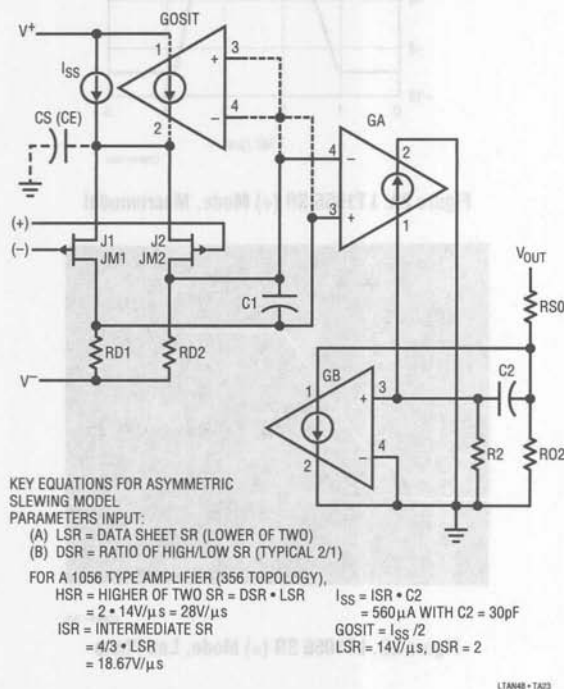 GOSIT
V+
ISS
1
2
3
+
4
−
CS (CE)
GA
4 −
3 +
2
1
(+)
(−)
J1
JM1
J2
JM2
C1
RD1
RD2
V−
VOUT
RSO
C2
GB
1
2
+ 3
− 4
R2
RO2
KEY EQUATIONS FOR ASYMMETRIC
SLEWING MODEL
PARAMETERS INPUT:
(A) LSR = DATA SHEET SR (LOWER OF TWO)
(B) DSR = RATIO OF HIGH/LOW SR (TYPICAL 2/1)
FOR A 1056 TYPE AMPLIFIER (356 TOPOLOGY),
HSR = HIGHER OF TWO SR = DSR • LSR
= 2 • 14V/µs = 28V/µs
ISR = INTERMEDIATE SR
= 4/3 • LSR
= 18.67V/µs
ISS = ISR • C2
= 560µA WITH C2 = 30pF
GOSIT = ISS /2
LSR = 14V/µs, DSR = 2
LTAN48 • TA23